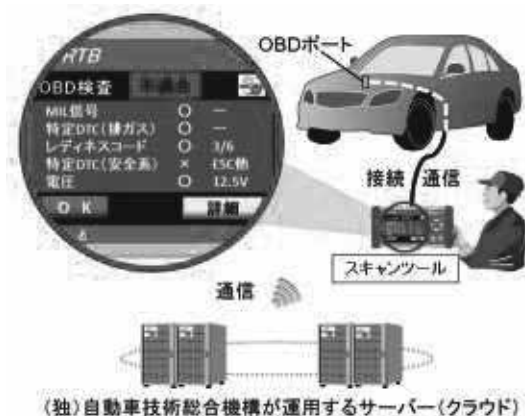 RTB
OBD検査 不適合
MIL信号 ○ ―
特定DTC(排ガス) ○ ―
レディネスコード ○ 3/6
特定DTC(安全系) × ESC他
電圧 ○ 12.5V
OK 詳細
OBDポート
接続 通信
スキャンツール
通信
(独)自動車技術総合機構が運用するサーバー(クラウド)